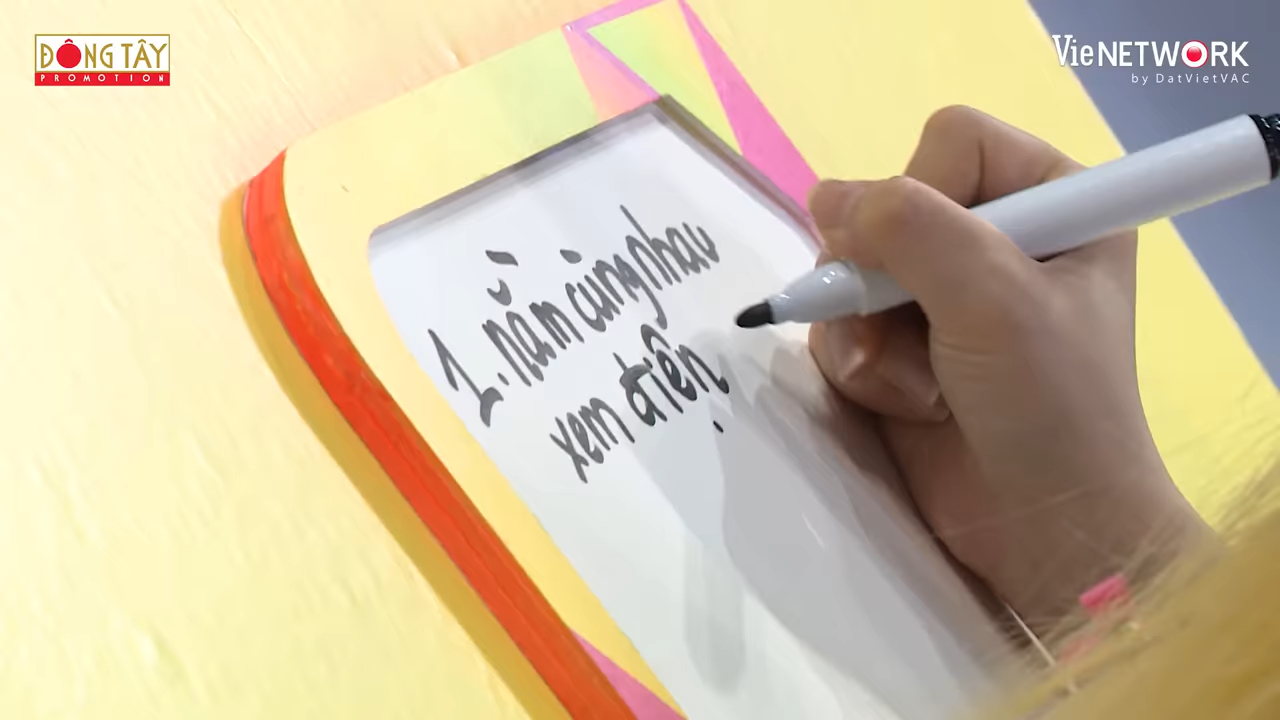 ĐÔNG TÂY
PROMOTION
VieNETWORK
by DatVietVAC
1. nằm cùng nhau
xem điện